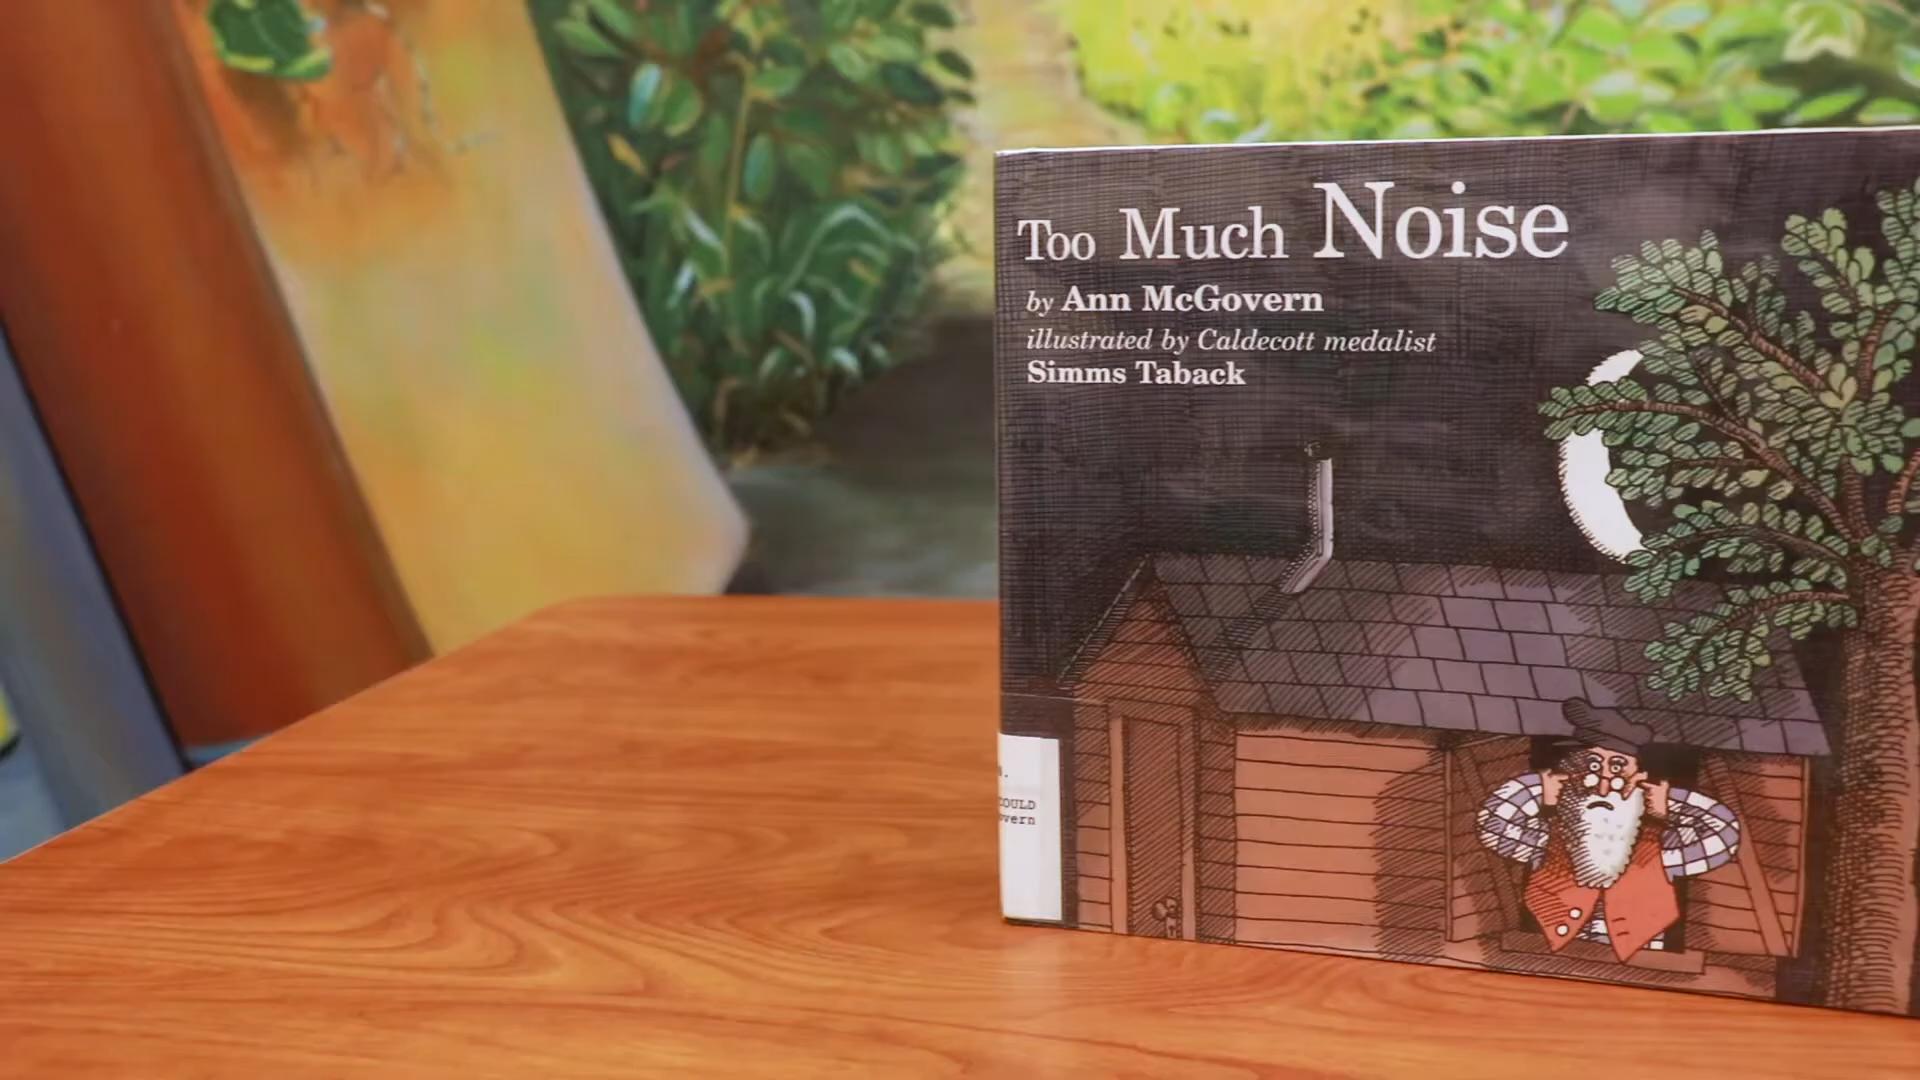 Too Much Noise
by Ann McGovern
illustrated by Caldecott medalist
Simms Taback